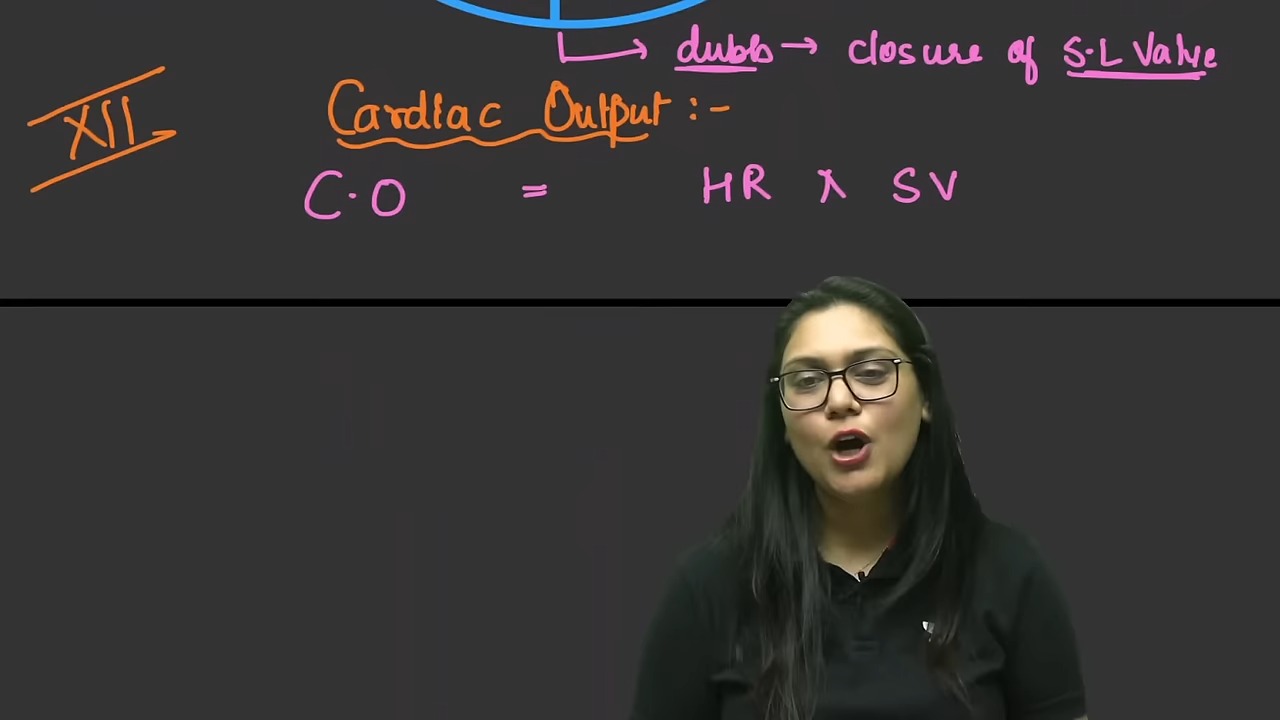 dubb → closure of S.L Valve
XII Cardiac Output :-
C.O = HR x SV